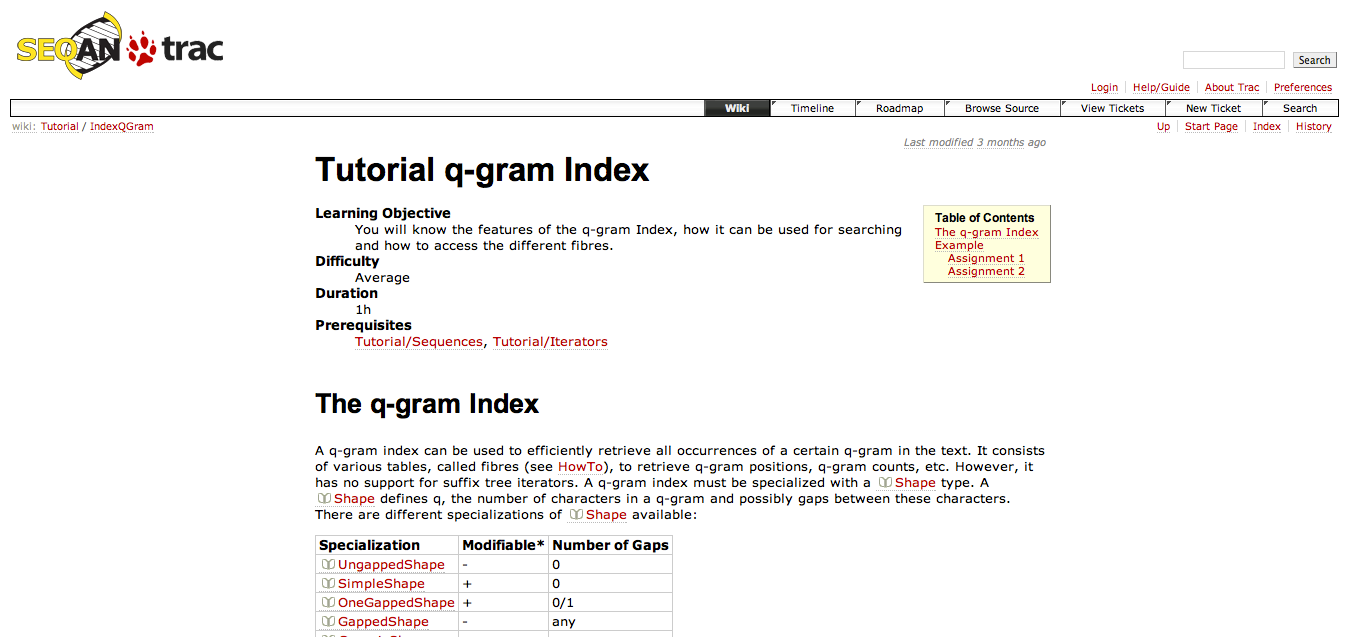 SEQAN trac
Search
Login Help/Guide About Trac Preferences
Wiki Timeline Roadmap Browse Source View Tickets New Ticket Search
wiki: Tutorial / IndexQGram
Up Start Page Index History
Last modified 3 months ago
Tutorial q-gram Index
Learning Objective
You will know the features of the q-gram Index, how it can be used for searching
and how to access the different fibres.
Difficulty
Average
Duration
1h
Prerequisites
Tutorial/Sequences, Tutorial/Iterators
Table of Contents
The q-gram Index
Example
Assignment 1
Assignment 2
The q-gram Index
A q-gram index can be used to efficiently retrieve all occurrences of a certain q-gram in the text. It consists
of various tables, called fibres (see HowTo), to retrieve q-gram positions, q-gram counts, etc. However, it
has no support for suffix tree iterators. A q-gram index must be specialized with a Shape type. A
Shape defines q, the number of characters in a q-gram and possibly gaps between these characters.
There are different specializations of Shape available:
Specialization Modifiable* Number of Gaps
UngappedShape - 0
SimpleShape + 0
OneGappedShape + 0/1
GappedShape - any